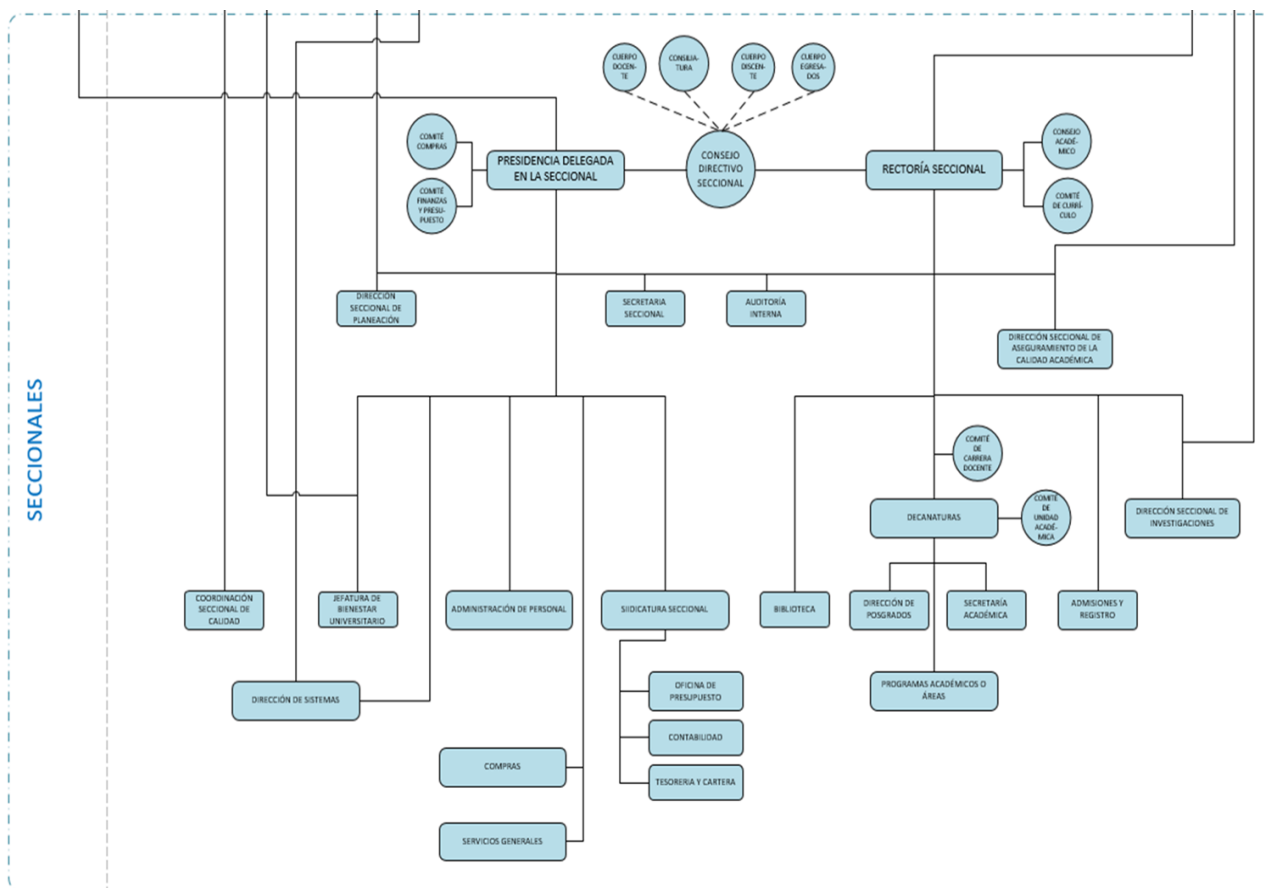 CUERPO
DOCEN-
TE
CONSILIA-
TURA
CUERPO
DISCEN-
TE
CUERPO
EGRESA-
DOS
COMITÉ
COMPRAS
PRESIDENCIA DELEGADA
EN LA SECCIONAL
CONSEJO
DIRECTIVO
SECCIONAL
RECTORÍA SECCIONAL
CONSEJO
ACADÉ-
MICO
COMITÉ
FINANZAS
Y PRESU-
PUESTO
COMITÉ
DE CURRÍ-
CULO
DIRECCIÓN
SECCIONAL DE
PLANEACIÓN
SECRETARIA
SECCIONAL
AUDITORÍA
INTERNA
DIRECCIÓN SECCIONAL DE
ASEGURAMIENTO DE LA
CALIDAD ACADÉMICA
SECCIONALES
COMITÉ
DE
CARRERA
DOCENTE
DECANATURAS
COMITÉ
DE
UNIDAD
ACADÉ-
MICA
DIRECCIÓN SECCIONAL DE
INVESTIGACIONES
COORDINACIÓN
SECCIONAL DE
CALIDAD
JEFATURA DE
BIENESTAR
UNIVERSITARIO
ADMINISTRACIÓN DE PERSONAL
SIIDICATURA SECCIONAL
BIBLIOTECA
DIRECCIÓN DE
POSGRADOS
SECRETARÍA
ACADÉMICA
ADMISIONES Y
REGISTRO
DIRECCIÓN DE SISTEMAS
OFICINA DE
PRESUPUESTO
PROGRAMAS ACADÉMICOS O
ÁREAS
CONTABILIDAD
COMPRAS
TESORERIA Y CARTERA
SERVICIOS GENERALES